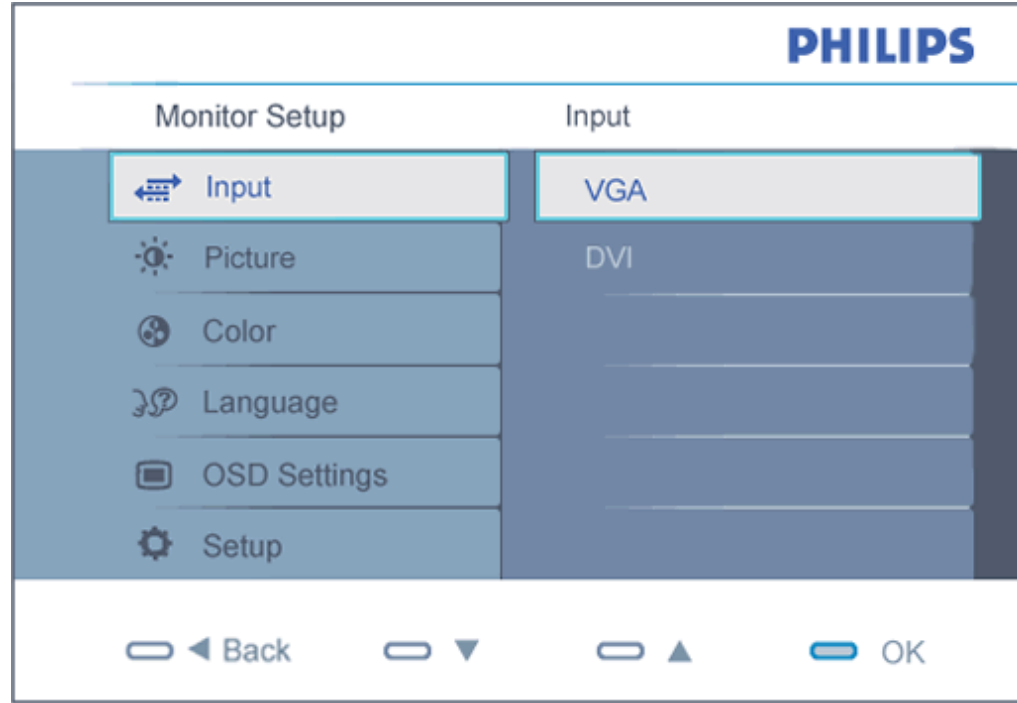 PHILIPS
Monitor Setup Input
Input VGA
Picture DVI
Color
Language
OSD Settings
Setup
Back OK